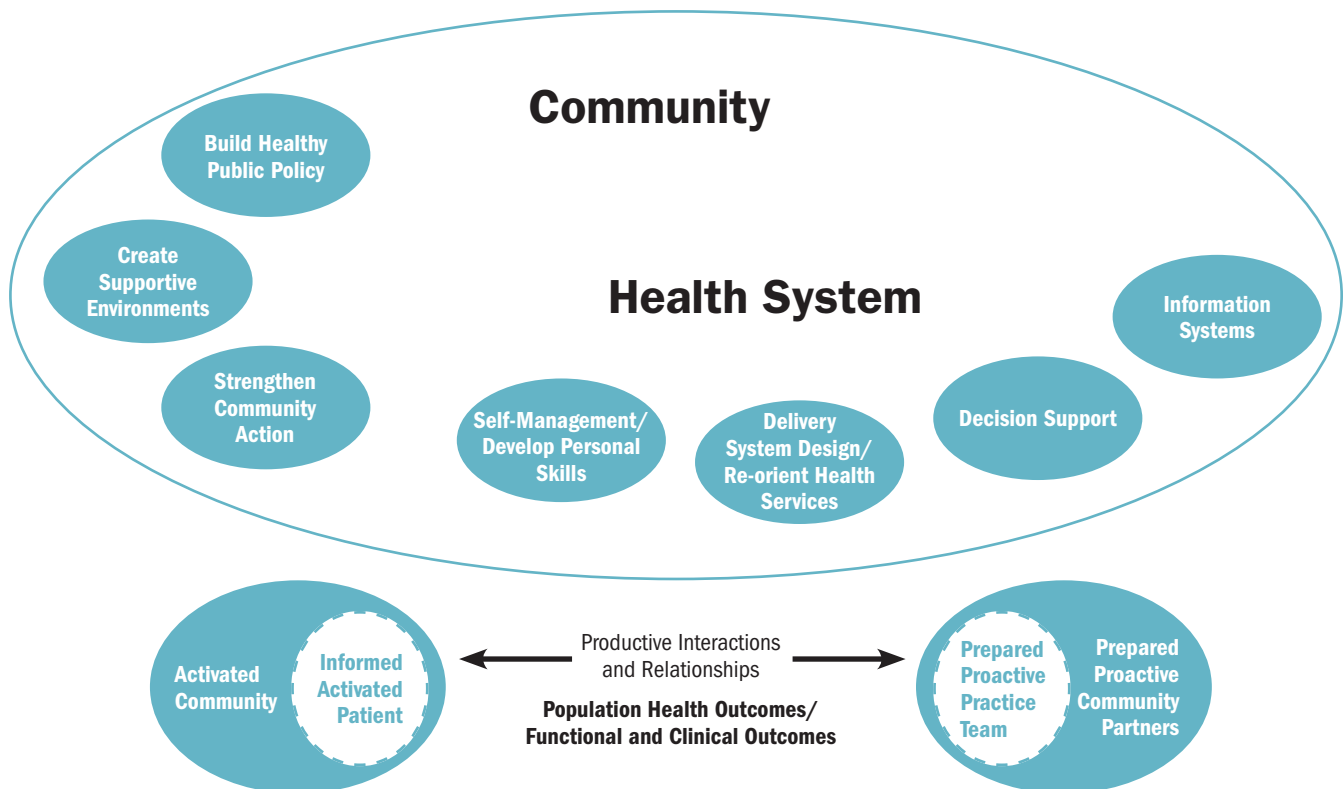 Community
Build Healthy
Public Policy
Create
Supportive
Environments
Health System
Information
Systems
Strengthen
Community
Action
Self-Management/
Develop Personal
Skills
Delivery
System Design/
Re-orient Health
Services
Decision Support
Activated
Community
Informed
Activated
Patient
Productive Interactions
and Relationships
Population Health Outcomes/
Functional and Clinical Outcomes
Prepared
Proactive
Practice
Team
Prepared
Proactive
Community
Partners